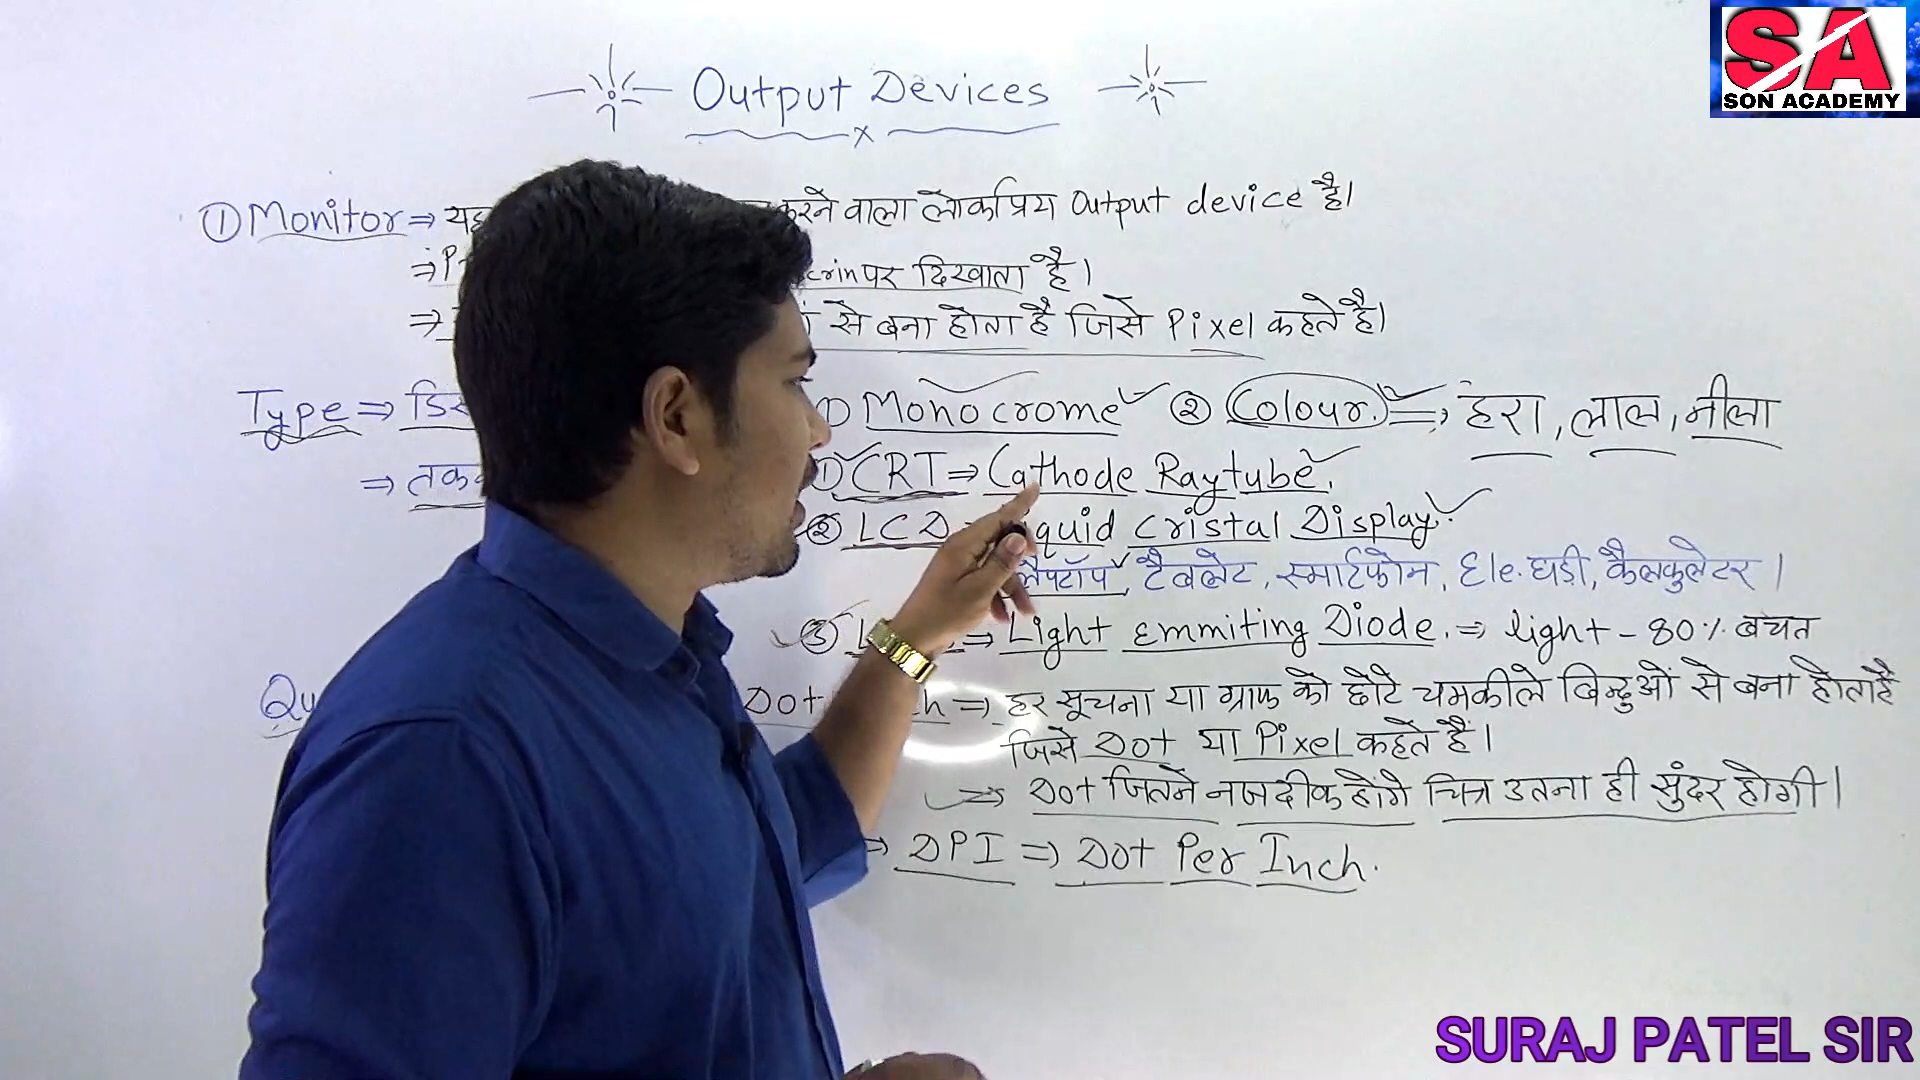 SA
SON ACADEMY
Output Devices
① Monitor ⇒ यह करने वाला लोकप्रिय Output device है।
⇒ crin पर दिखाता है।
⇒ से बना होता है जिसे Pixel कहते है।
Type ⇒ ① Monocrome ② Colour. ⇒ हरा, लाल, नीला
⇒ ① CRT ⇒ Cathode Raytube.
② LCD iquid Cristal Display.
लैपटॉप, टैबलेट, स्मार्टफोन, Ele. घड़ी, कैलकुलेटर।
③ L ⇒ Light Emmiting Diode. ⇒ light - 80% बचत
Qu Dot ch ⇒ हर सूचना या ग्राफ को छोटे चमकीले बिन्दुओं से बना होता है
जिसे Dot या Pixel कहते हैं।
⇒ Dot जितने नजदीक होंगे चित्र उतना ही सुंदर होगी।
⇒ DPI ⇒ Dot Per Inch.
SURAJ PATEL SIR